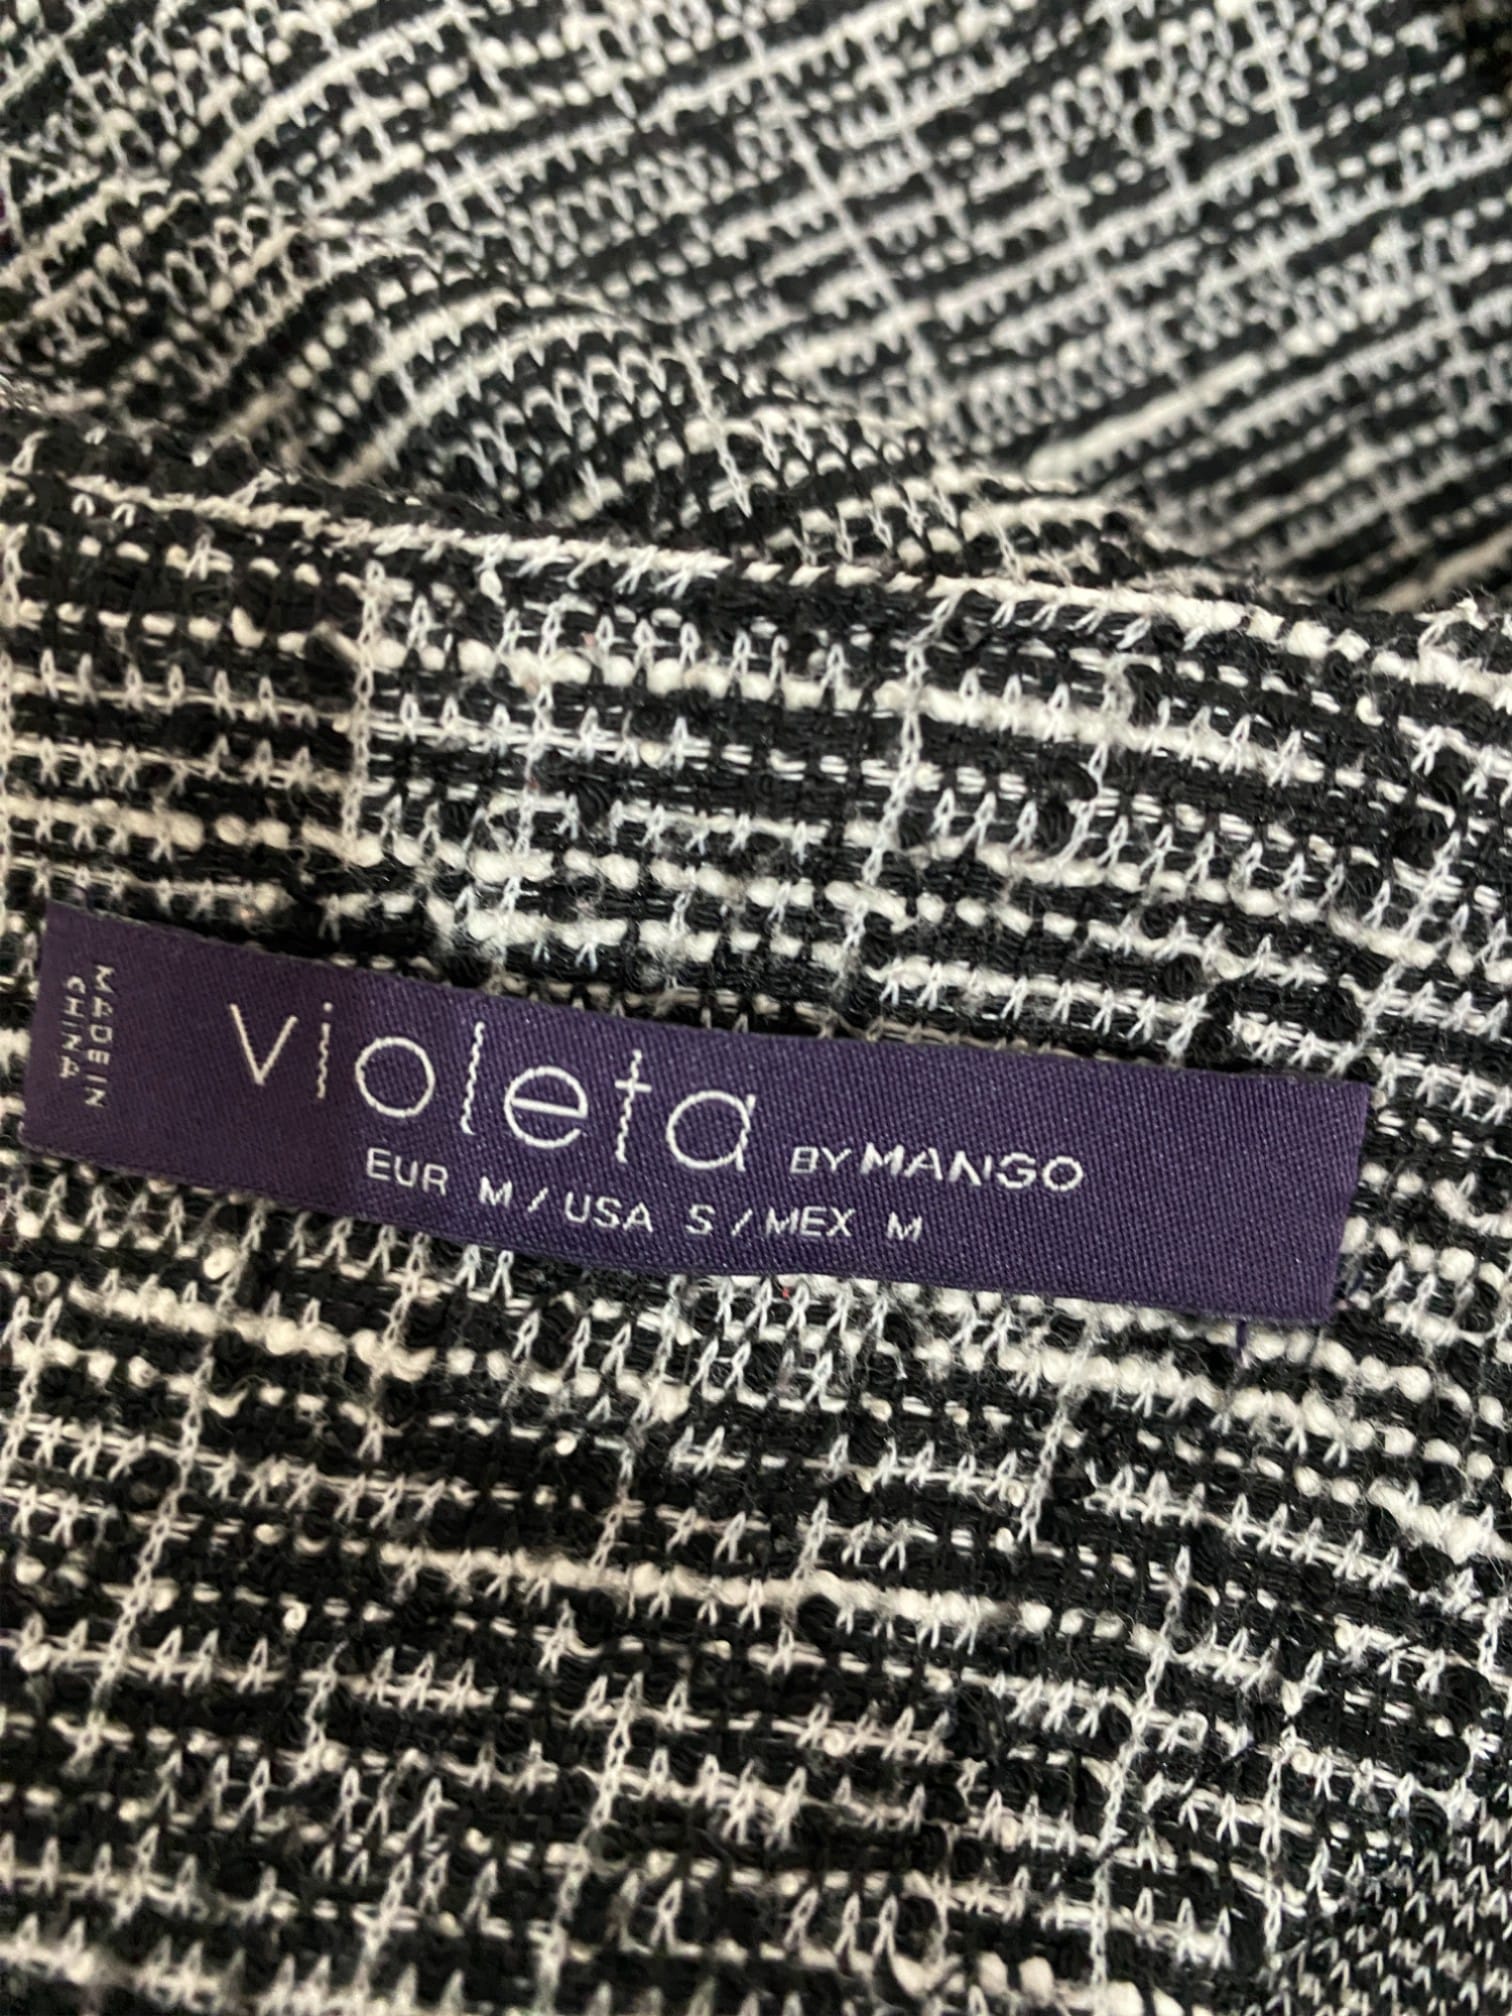 MADE IN
CHINA
violeta BY MANGO
EUR M / USA S / MEX M